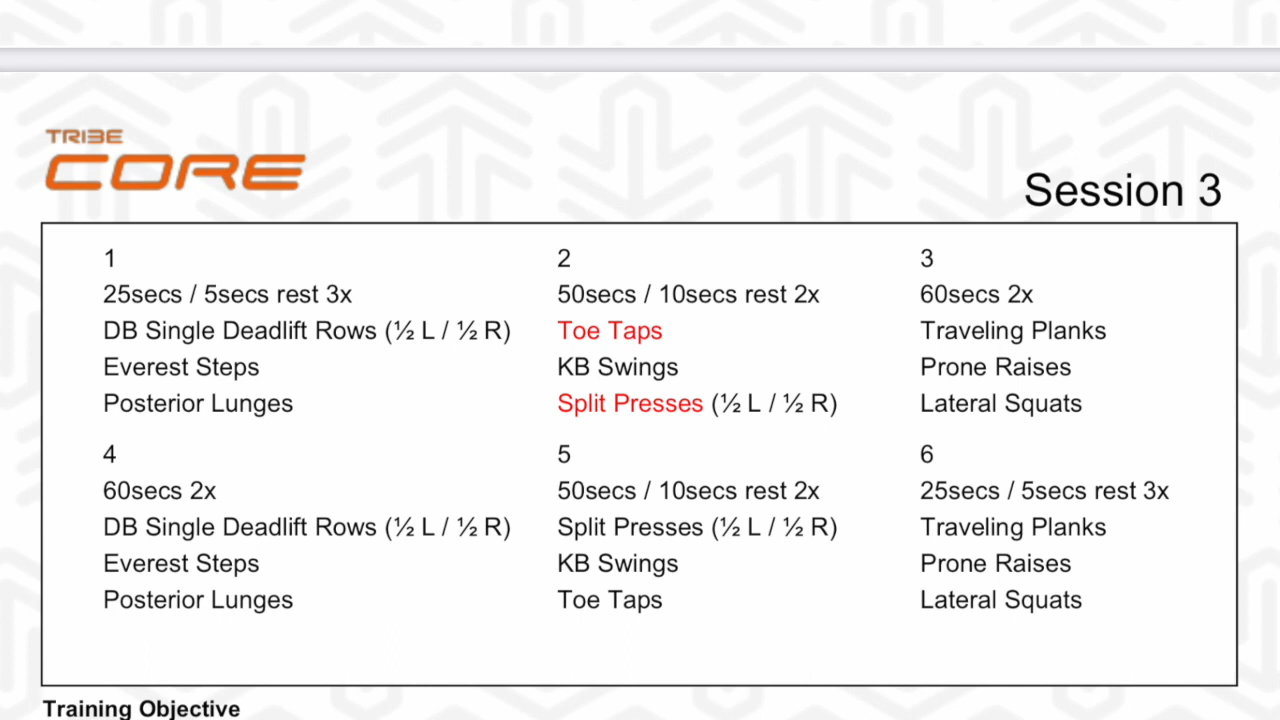 TRIBE
CORE
Session 3
1
25secs / 5secs rest 3x
DB Single Deadlift Rows (½ L / ½ R)
Everest Steps
Posterior Lunges
2
50secs / 10secs rest 2x
Toe Taps
KB Swings
Split Presses (½ L / ½ R)
3
60secs 2x
Traveling Planks
Prone Raises
Lateral Squats
4
60secs 2x
DB Single Deadlift Rows (½ L / ½ R)
Everest Steps
Posterior Lunges
5
50secs / 10secs rest 2x
Split Presses (½ L / ½ R)
KB Swings
Toe Taps
6
25secs / 5secs rest 3x
Traveling Planks
Prone Raises
Lateral Squats
Training Objective